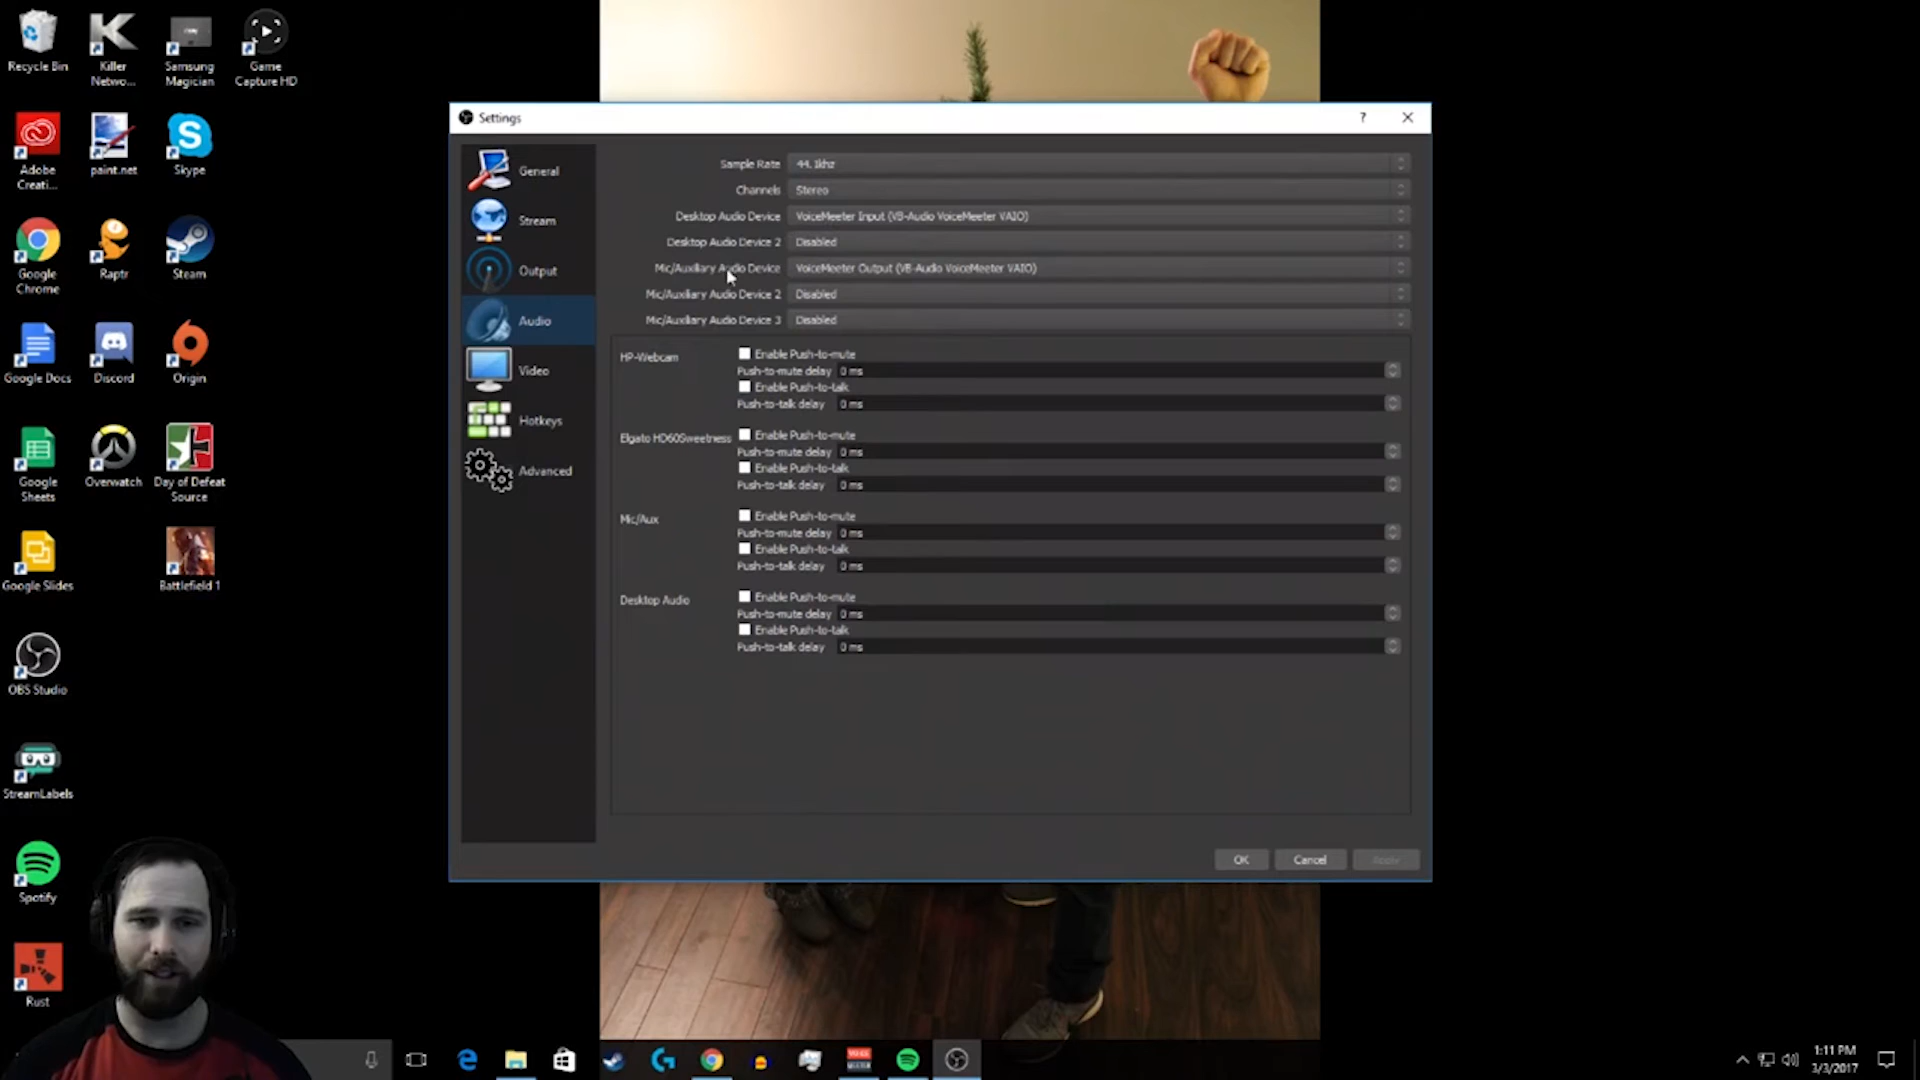 Recycle Bin
Killer
Netwo...
Samsung
Magician
Game
Capture HD
Adobe
Creati...
paint.net
Skype
Google
Chrome
Raptr
Steam
Google Docs
Discord
Origin
Google
Sheets
Overwatch
Day of Defeat
Source
Google Slides
Battlefield 1
OBS Studio
StreamLabels
Spotify
Rust
Settings
?
General
Stream
Output
Audio
Video
Hotkeys
Advanced
Sample Rate 44.1khz
Channels Stereo
Desktop Audio Device VoiceMeeter Input (VB-Audio VoiceMeeter VAIO)
Desktop Audio Device 2 Disabled
Mic/Auxiliary Audio Device VoiceMeeter Output (VB-Audio VoiceMeeter VAIO)
Mic/Auxiliary Audio Device 2 Disabled
Mic/Auxiliary Audio Device 3 Disabled
HP-Webcam Enable Push-to-mute
Push-to-mute delay 0 ms
Enable Push-to-talk
Push-to-talk delay 0 ms
Elgato HD60Sweetness Enable Push-to-mute
Push-to-mute delay 0 ms
Enable Push-to-talk
Push-to-talk delay 0 ms
Mic/Aux Enable Push-to-mute
Push-to-mute delay 0 ms
Enable Push-to-talk
Push-to-talk delay 0 ms
Desktop Audio Enable Push-to-mute
Push-to-mute delay 0 ms
Enable Push-to-talk
Push-to-talk delay 0 ms
OK Cancel Apply
1:11 PM
3/3/2017